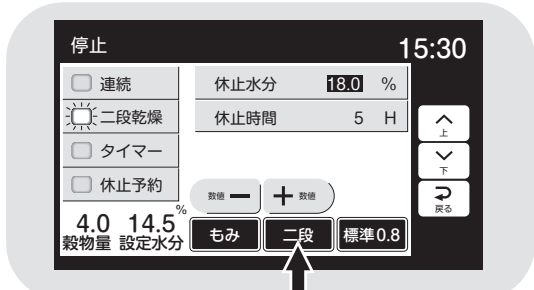 停止 15:30
連続
二段乾燥
タイマー
休止予約
休止水分 18.0 %
休止時間 5 H
数値 − + 数値
上
下
戻る
4.0 14.5%
穀物量 設定水分
もみ 二段 標準0.8